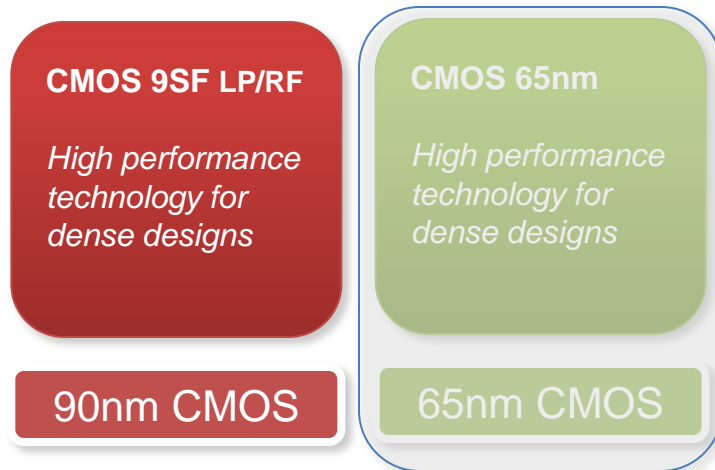 CMOS 9SF LP/RF
High performance
technology for
dense designs
90nm CMOS
CMOS 65nm
High performance
technology for
dense designs
65nm CMOS